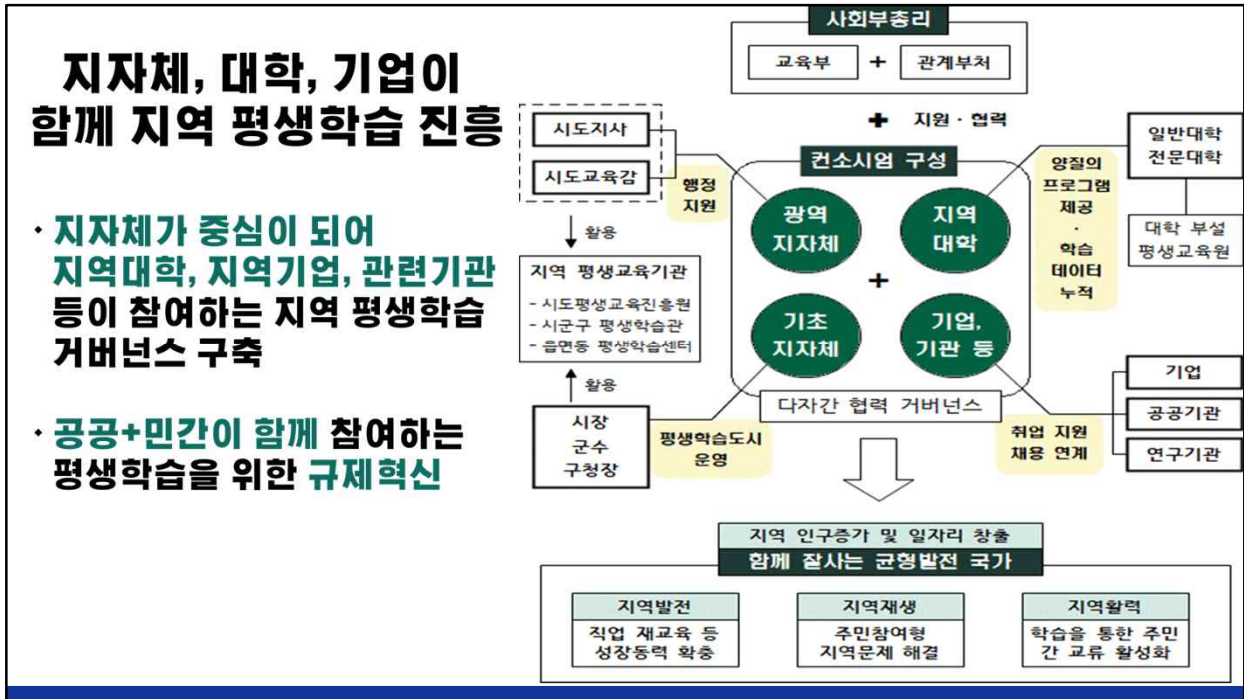 지자체, 대학, 기업이
함께 지역 평생학습 진흥
· 지자체가 중심이 되어
지역대학, 지역기업, 관련기관
등이 참여하는 지역 평생학습
거버넌스 구축
· 공공+민간이 함께 참여하는
평생학습을 위한 규제혁신
사회부총리
교육부 + 관계부처
+ 지원 · 협력
시도지사
시도교육감
행정
지원
활용
지역 평생교육기관
- 시도평생교육진흥원
- 시군구 평생학습관
- 읍면동 평생학습센터
활용
시장
군수
구청장
평생학습도시
운영
컨소시엄 구성
광역
지자체
지역
대학
+
기초
지자체
기업,
기관 등
다자간 협력 거버넌스
양질의
프로그램
제공
·
학습
데이터
누적
일반대학
전문대학
대학 부설
평생교육원
취업 지원
채용 연계
기업
공공기관
연구기관
지역 인구증가 및 일자리 창출
함께 잘사는 균형발전 국가
지역발전
직업 재교육 등
성장동력 확충
지역재생
주민참여형
지역문제 해결
지역활력
학습을 통한 주민
간 교류 활성화